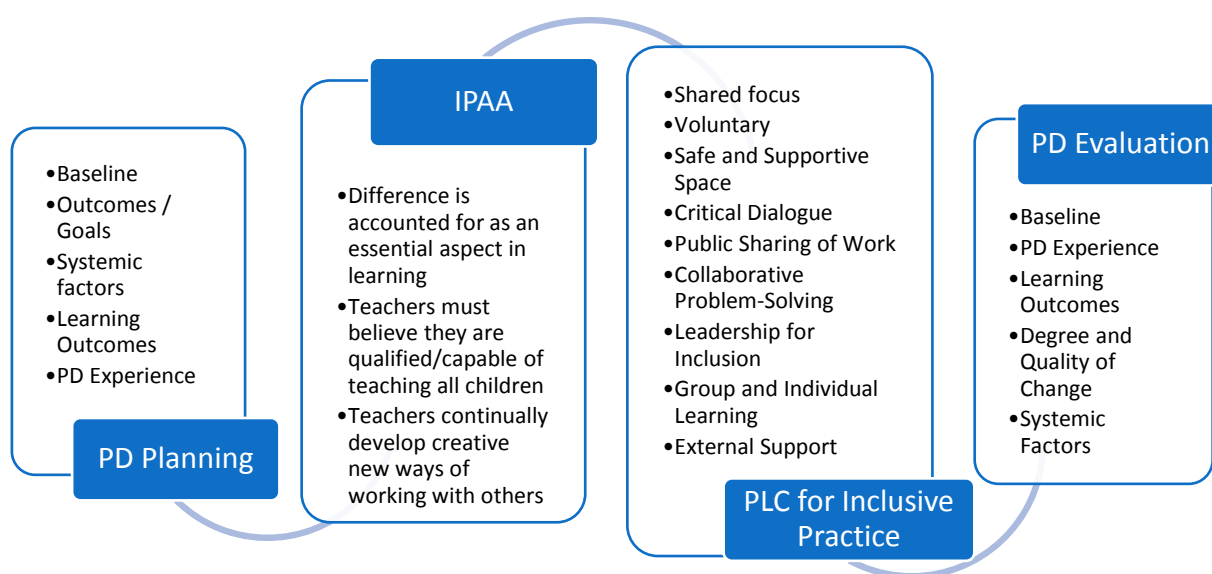 •Baseline
•Outcomes /
Goals
•Systemic
factors
•Learning
Outcomes
•PD Experience
PD Planning
IPAA
•Difference is
accounted for as an
essential aspect in
learning
•Teachers must
believe they are
qualified/capable of
teaching all children
•Teachers continually
develop creative
new ways of
working with others
•Shared focus
•Voluntary
•Safe and Supportive
Space
•Critical Dialogue
•Public Sharing of Work
•Collaborative
Problem-Solving
•Leadership for
Inclusion
•Group and Individual
Learning
•External Support
PLC for Inclusive
Practice
PD Evaluation
•Baseline
•PD Experience
•Learning
Outcomes
•Degree and
Quality of
Change
•Systemic
Factors